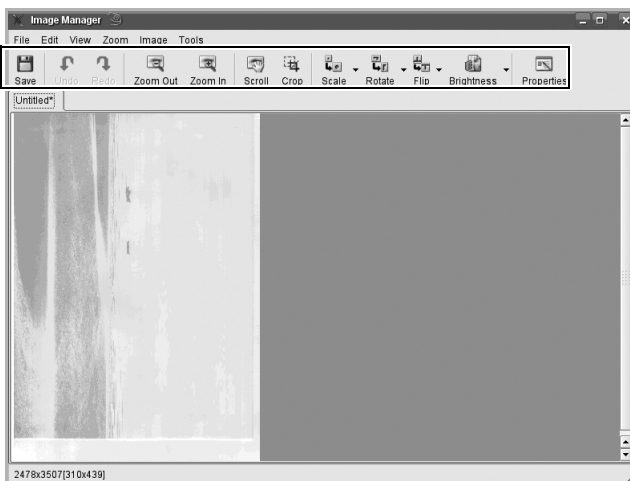 Image Manager
File Edit View Zoom Image Tools
Save Undo Redo Zoom Out Zoom In Scroll Crop Scale Rotate Flip Brightness Properties
Untitled*
2478x3507[310x439]